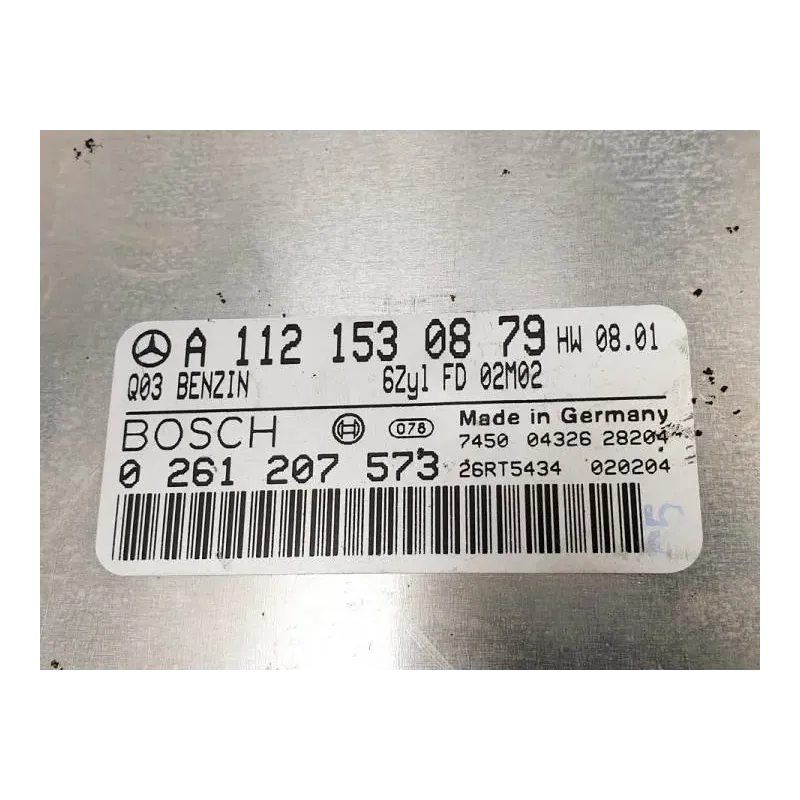 A 112 153 08 79 HW 08.01
Q03 BENZIN 6Zyl FD 02M02
BOSCH 078 Made in Germany
7450 04326 28204
0 261 207 573 26RT5434 020204